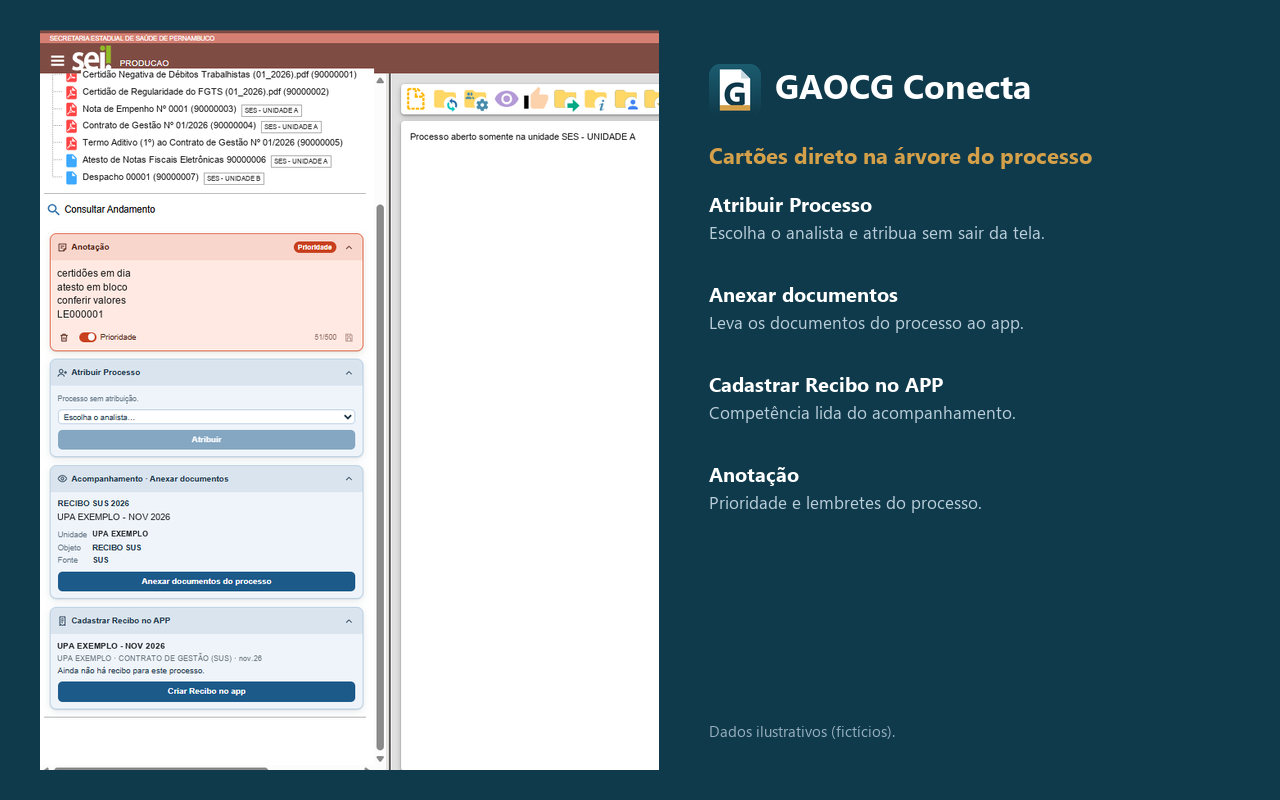 SECRETARIA ESTADUAL DE SAÚDE DE PERNAMBUCO
sei! PRODUCAO
Certidão Negativa de Débitos Trabalhistas (01_2026).pdf (90000001)
Certidão de Regularidade do FGTS (01_2026).pdf (90000002)
Nota de Empenho Nº 0001 (90000003) SES - UNIDADE A
Contrato de Gestão Nº 01/2026 (90000004) SES - UNIDADE A
Termo Aditivo (1º) ao Contrato de Gestão Nº 01/2026 (90000005)
Atesto de Notas Fiscais Eletrônicas 90000006 SES - UNIDADE A
Despacho 00001 (90000007) SES - UNIDADE B
Consultar Andamento
Anotação Prioridade
certidões em dia
atesto em bloco
conferir valores
LE000001
Prioridade 51/500
Atribuir Processo
Processo sem atribuição.
Escolha o analista...
Atribuir
Acompanhamento · Anexar documentos
RECIBO SUS 2026
UPA EXEMPLO - NOV 2026
Unidade UPA EXEMPLO
Objeto RECIBO SUS
Fonte SUS
Anexar documentos do processo
Cadastrar Recibo no APP
UPA EXEMPLO - NOV 2026
UPA EXEMPLO · CONTRATO DE GESTÃO (SUS) · nov.26
Ainda não há recibo para este processo.
Criar Recibo no app
Processo aberto somente na unidade SES - UNIDADE A
G GAOCG Conecta
Cartões direto na árvore do processo
Atribuir Processo
Escolha o analista e atribua sem sair da tela.
Anexar documentos
Leva os documentos do processo ao app.
Cadastrar Recibo no APP
Competência lida do acompanhamento.
Anotação
Prioridade e lembretes do processo.
Dados ilustrativos (fictícios).